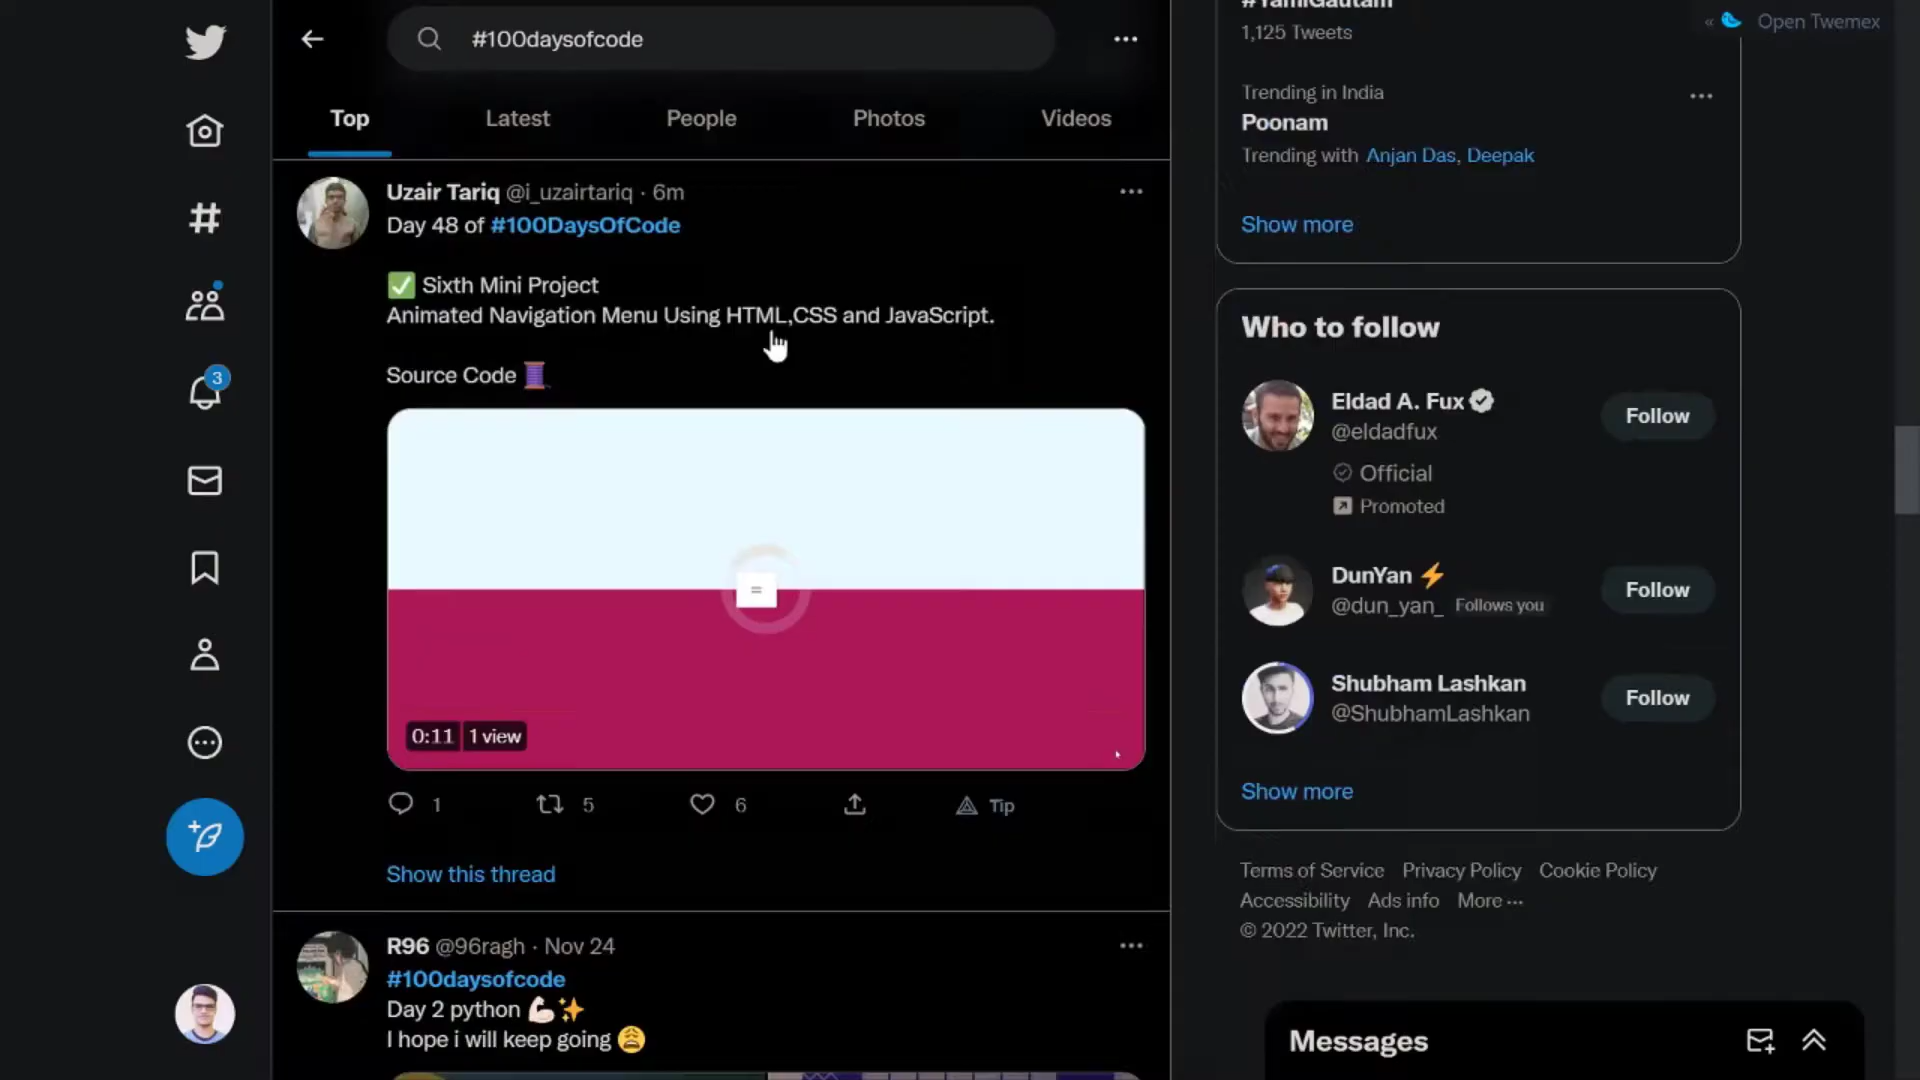 #100daysofcode
Top
Latest
People
Photos
Videos
Uzair Tariq @i_uzairtariq · 6m
Day 48 of #100DaysOfCode
✅ Sixth Mini Project
Animated Navigation Menu Using HTML,CSS and JavaScript.
Source Code 🧵
0:11
1 view
1
5
6
Tip
Show this thread
R96 @96ragh · Nov 24
#100daysofcode
Day 2 python 💪🏻✨
I hope i will keep going 😩
3
#YamiGautam
1,125 Tweets
« Open Twemex
Trending in India
Poonam
Trending with Anjan Das, Deepak
Show more
Who to follow
Eldad A. Fux
@eldadfux
Follow
Official
Promoted
DunYan ⚡
@dun_yan_ Follows you
Follow
Shubham Lashkan
@ShubhamLashkan
Follow
Show more
Terms of Service Privacy Policy Cookie Policy
Accessibility Ads info More ···
© 2022 Twitter, Inc.
Messages